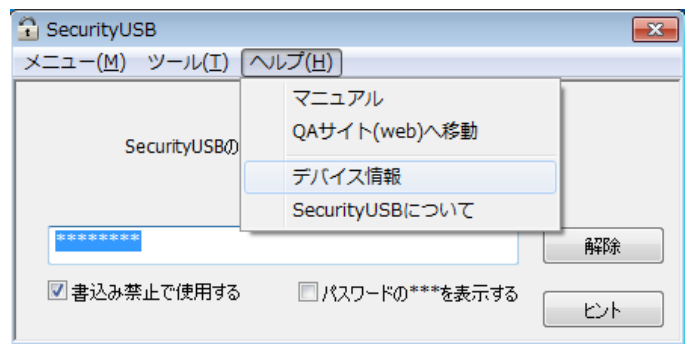 SecurityUSB
メニュー(M) ツール(T) ヘルプ(H)
マニュアル
QAサイト(web)へ移動
SecurityUSBの
デバイス情報
SecurityUSBについて
********
解除
書込み禁止で使用する
パスワードの***を表示する
ヒント